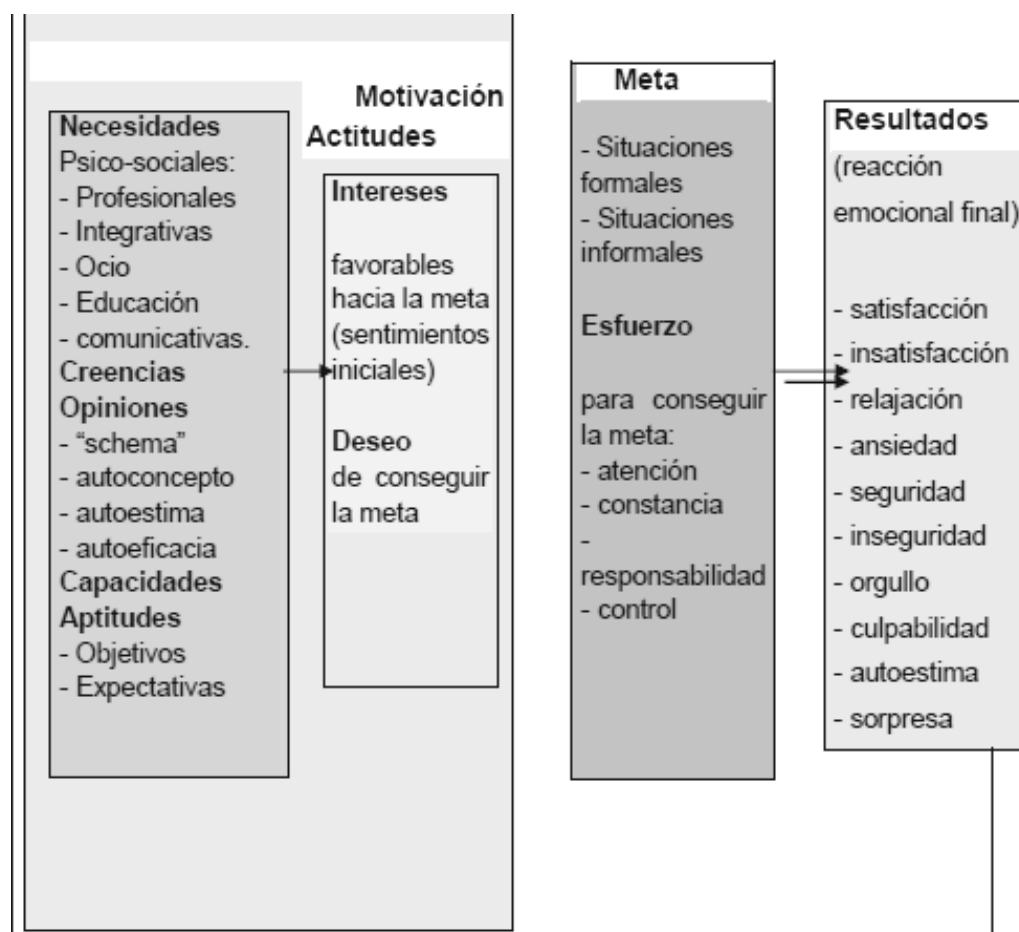 Motivación
Actitudes
Necesidades
Psico-sociales:
- Profesionales
- Integrativas
- Ocio
- Educación
- comunicativas.
Creencias
Opiniones
- “schema”
- autoconcepto
- autoestima
- autoeficacia
Capacidades
Aptitudes
- Objetivos
- Expectativas
Intereses
favorables
hacia la meta
(sentimientos
iniciales)
Deseo
de conseguir
la meta
Meta
- Situaciones
formales
- Situaciones
informales
Esfuerzo
para conseguir
la meta:
- atención
- constancia
-
responsabilidad
- control
Resultados
(reacción
emocional final)
- satisfacción
- insatisfacción
- relajación
- ansiedad
- seguridad
- inseguridad
- orgullo
- culpabilidad
- autoestima
- sorpresa